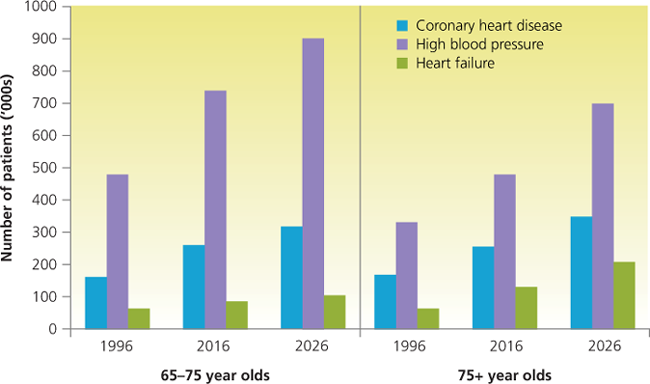 Number of patients ('000s)
1000
900
800
700
600
500
400
300
200
100
0
Coronary heart disease
High blood pressure
Heart failure
1996 2016 2026 1996 2016 2026
65–75 year olds 75+ year olds